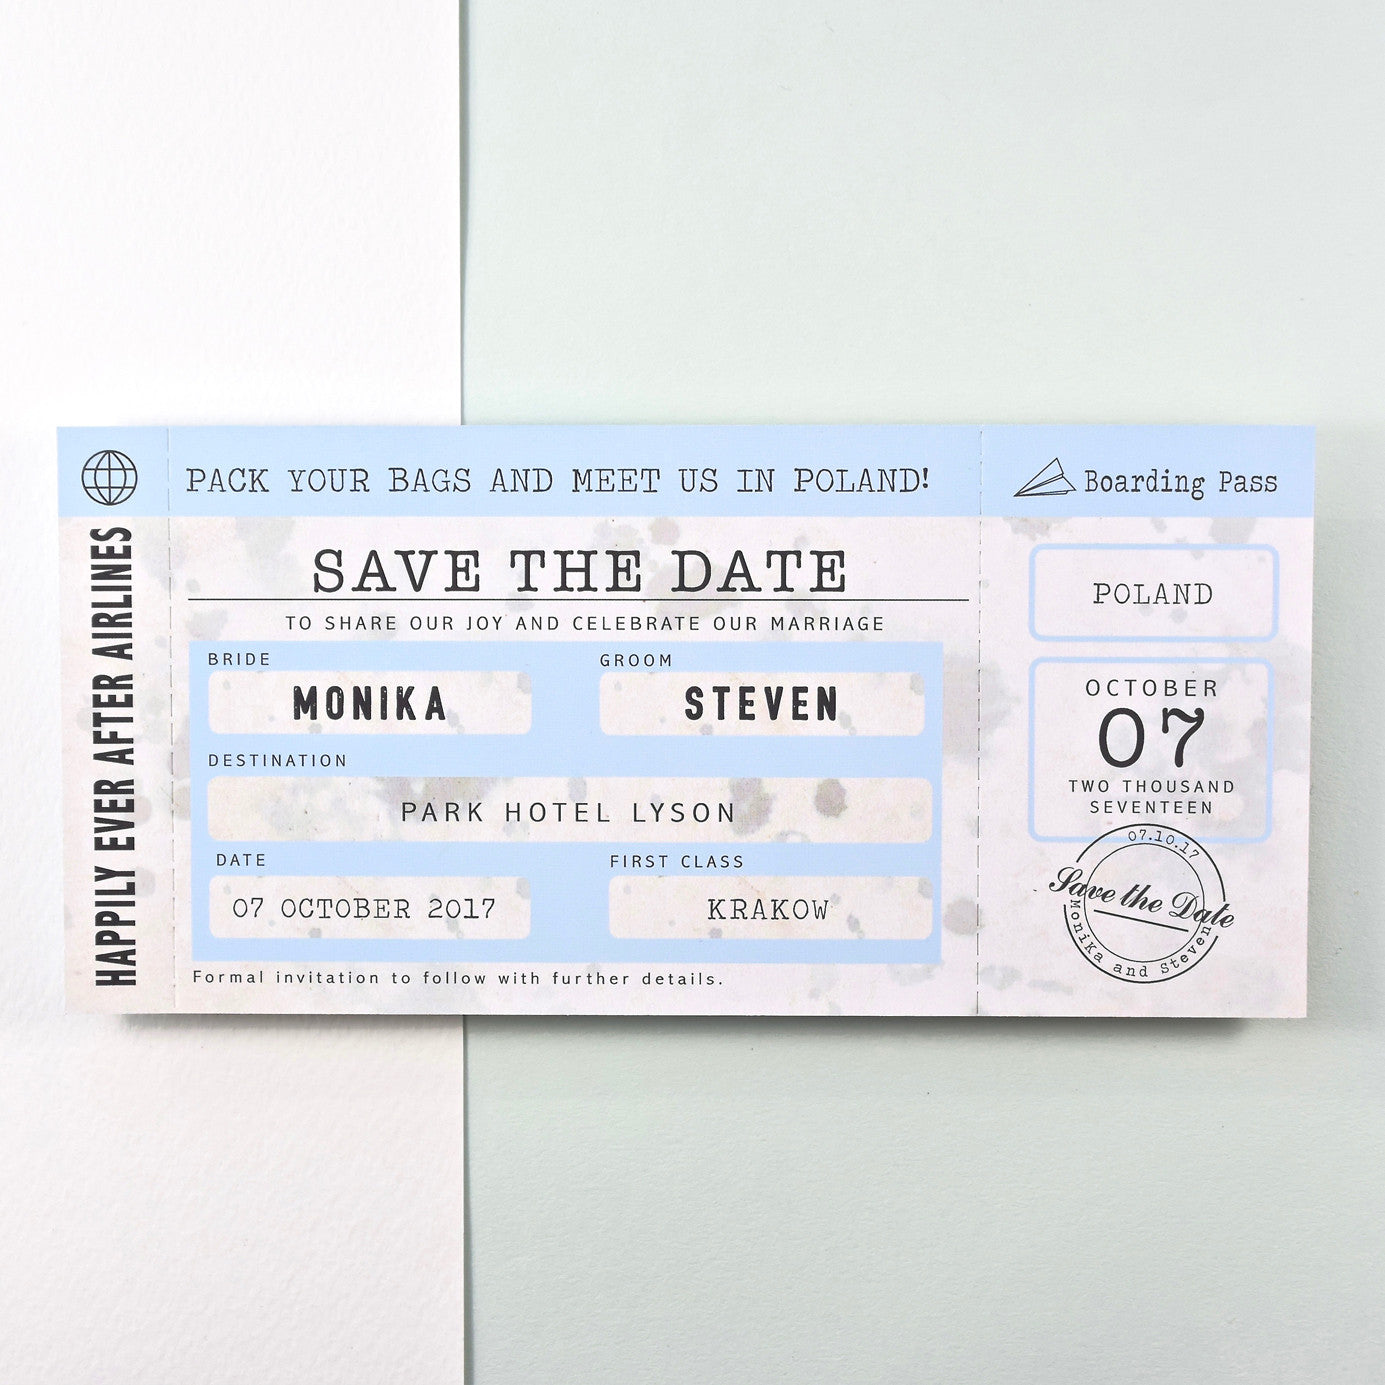 HAPPILY EVER AFTER AIRLINES
PACK YOUR BAGS AND MEET US IN POLAND!
SAVE THE DATE
TO SHARE OUR JOY AND CELEBRATE OUR MARRIAGE
BRIDE
MONIKA
GROOM
STEVEN
DESTINATION
PARK HOTEL LYSON
DATE
07 OCTOBER 2017
FIRST CLASS
KRAKOW
Formal invitation to follow with further details.
Boarding Pass
POLAND
OCTOBER
07
TWO THOUSAND
SEVENTEEN
07.10.17
Save the Date
Monika and Steven